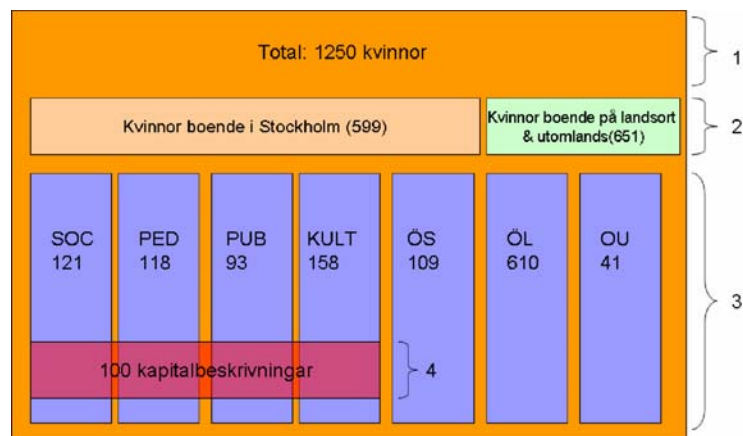 Total: 1250 kvinnor
1
Kvinnor boende i Stockholm (599)
Kvinnor boende på landsort
& utomlands(651)
2
SOC
121
PED
118
PUB
93
KULT
158
ÖS
109
ÖL
610
OU
41
3
100 kapitalbeskrivningar
4